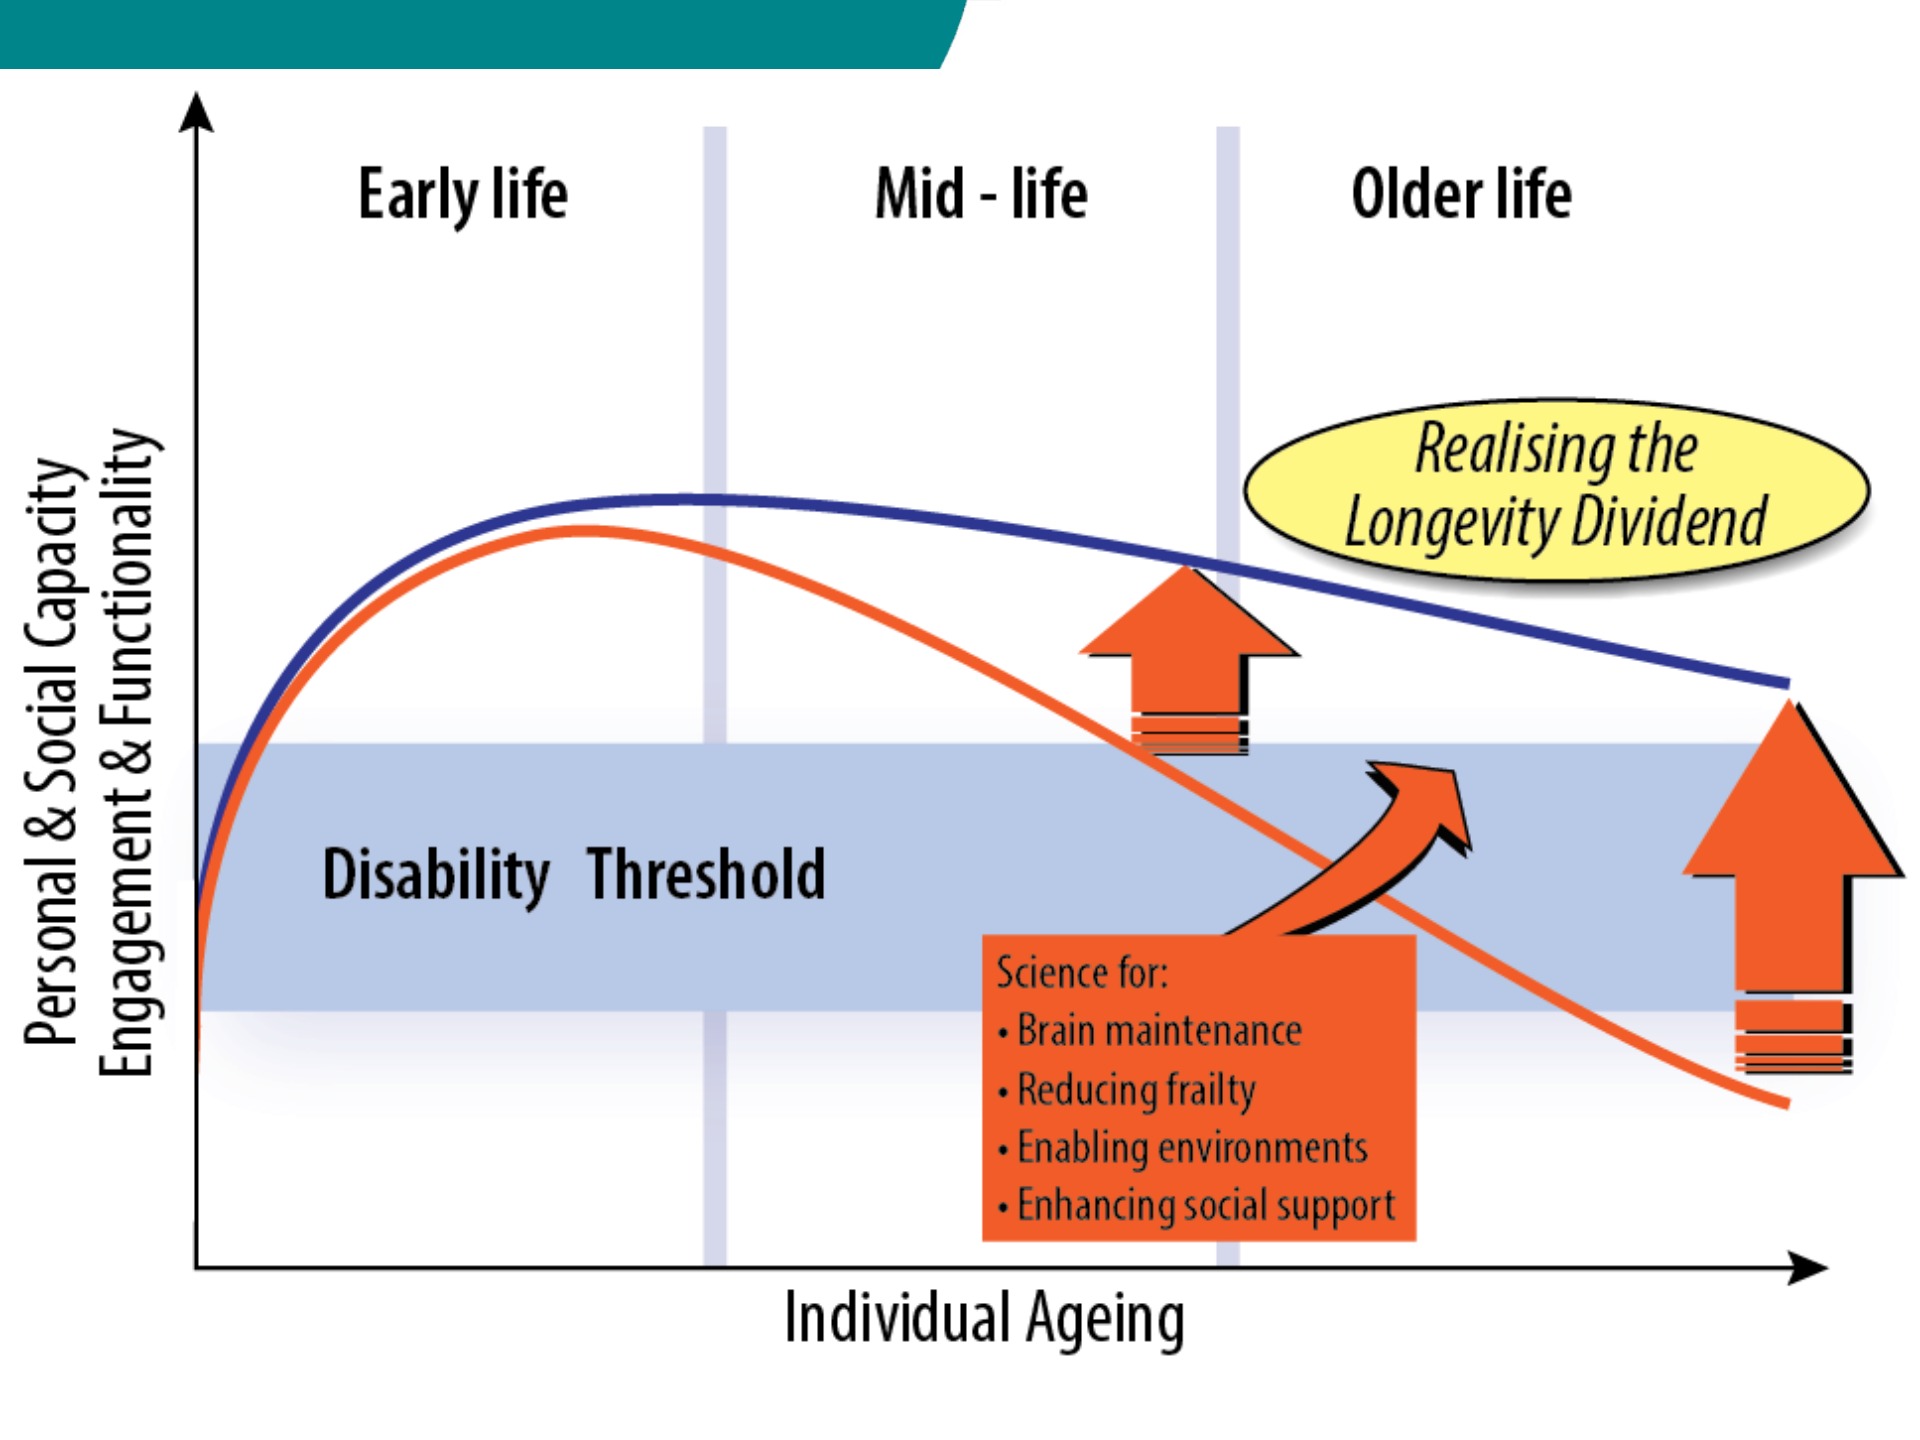 Early life
Mid - life
Older life
Realising the
Longevity Dividend
Personal & Social Capacity
Engagement & Functionality
Disability Threshold
Science for:
• Brain maintenance
• Reducing frailty
• Enabling environments
• Enhancing social support
Individual Ageing